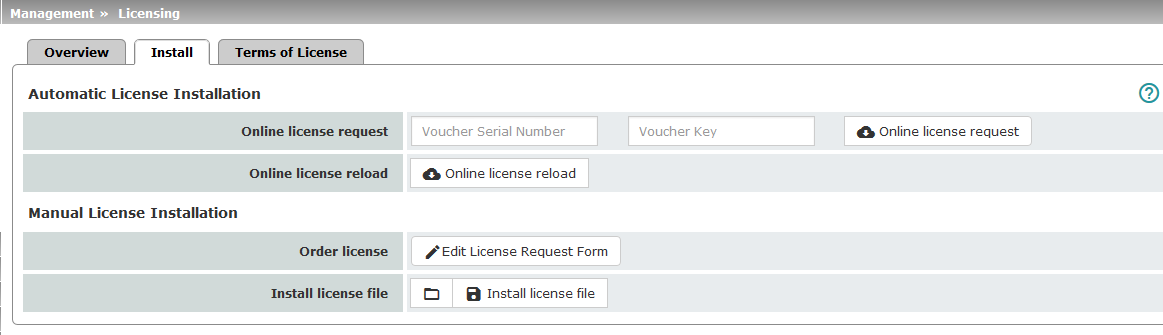 Management » Licensing
Overview Install Terms of License
Automatic License Installation ?
Online license request Voucher Serial Number Voucher Key Online license request
Online license reload Online license reload
Manual License Installation
Order license Edit License Request Form
Install license file Install license file